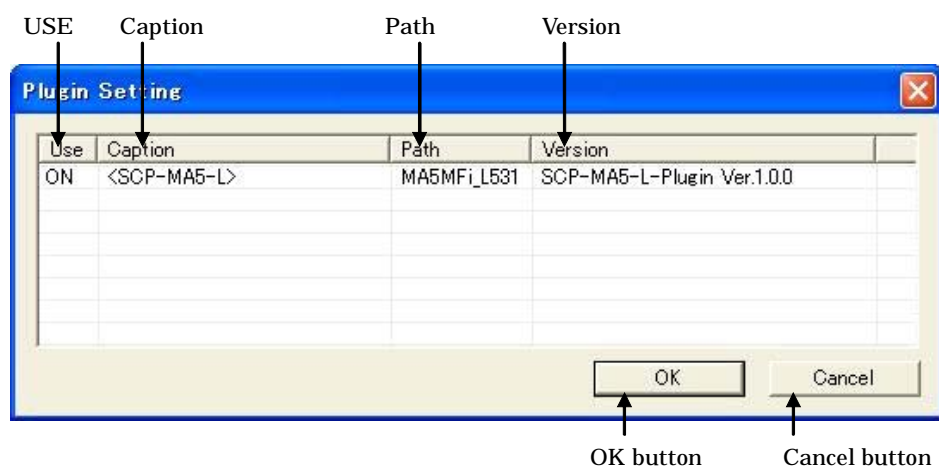 USE Caption Path Version
Plugin Setting
Use Caption Path Version
ON <SCP-MA5-L> MA5MFi_L531 SCP-MA5-L-Plugin Ver.1.0.0
OK Cancel
OK button Cancel button